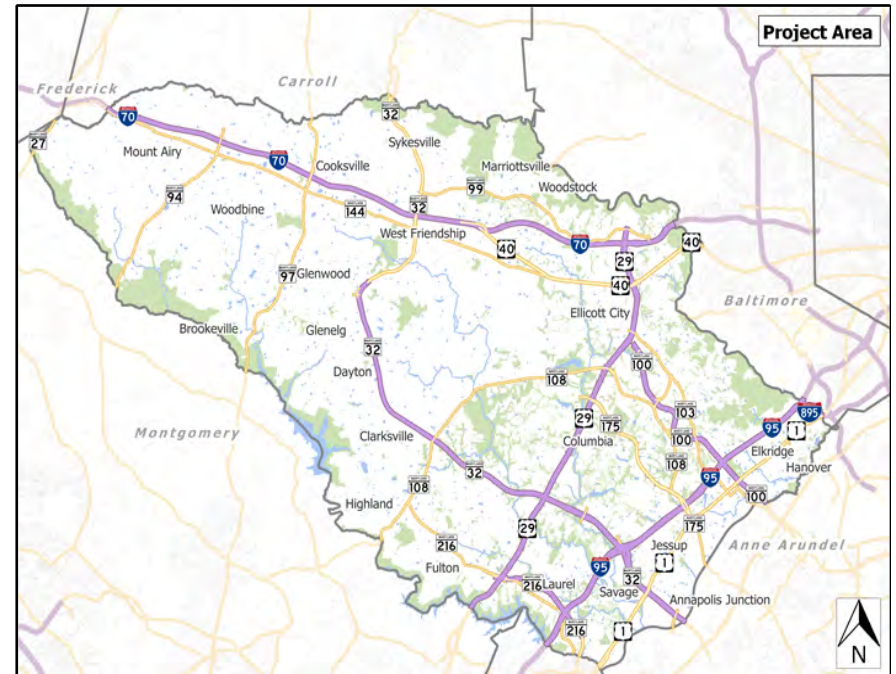 Project Area
Frederick
Carroll
70
MARYLAND
32
27
Mount Airy
Sykesville
70
Cooksville
Marriottsville
94
99
Woodstock
Woodbine
144
32
West Friendship
40
70
29
40
97
Glenwood
40
Ellicott City
Baltimore
Brookeville
Glenelg
32
Dayton
100
108
103
895
Montgomery
29
175
95
1
Columbia
100
Elkridge
Clarksville
108
Hanover
32
95
108
100
Highland
175
29
216
Jessup
Anne Arundel
Fulton
95
1
216
Laurel
32
Savage
Annapolis Junction
216
1
N